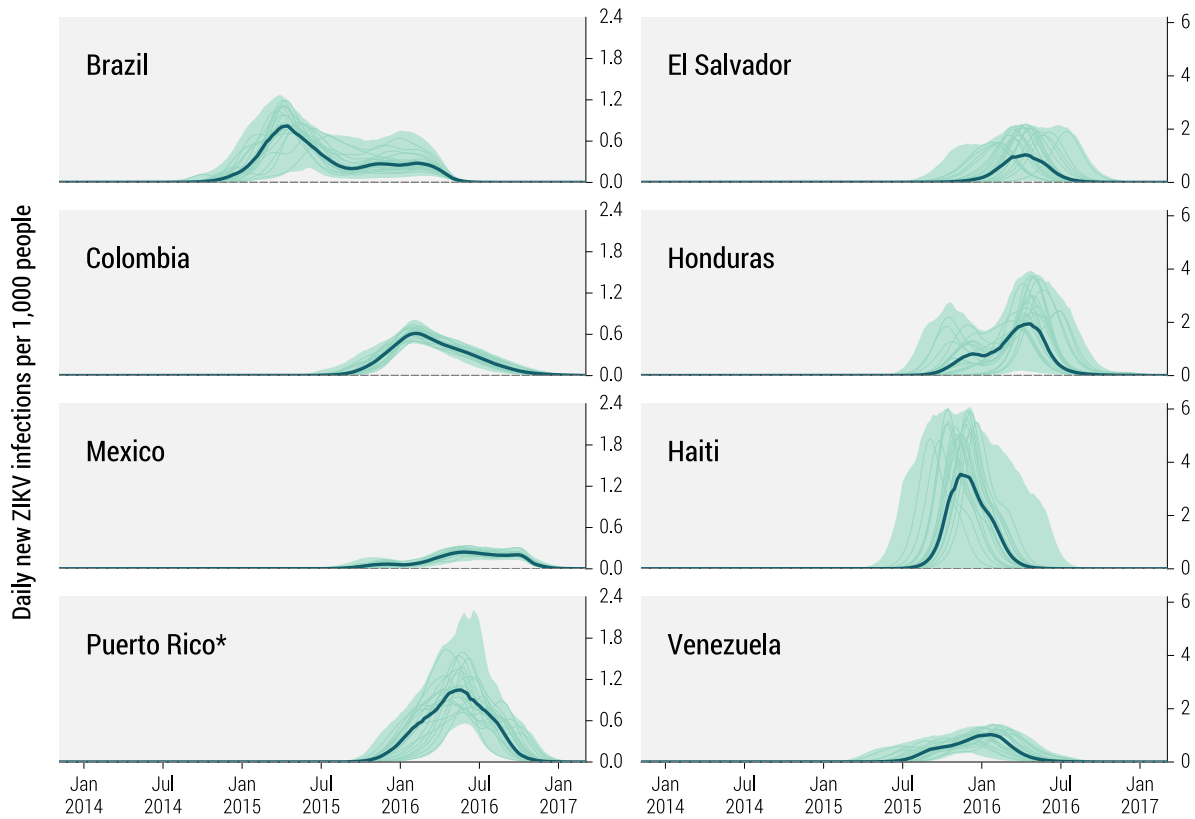 Daily new ZIKV infections per 1,000 people
Brazil
2.4
1.8
1.2
0.6
0.0
El Salvador
6
4
2
0
Colombia
2.4
1.8
1.2
0.6
0.0
Honduras
6
4
2
0
Mexico
2.4
1.8
1.2
0.6
0.0
Haiti
6
4
2
0
Puerto Rico*
2.4
1.8
1.2
0.6
0.0
Venezuela
6
4
2
0
Jan Jul Jan Jul Jan Jul Jan
2014 2014 2015 2015 2016 2016 2017
Jan Jul Jan Jul Jan Jul Jan
2014 2014 2015 2015 2016 2016 2017